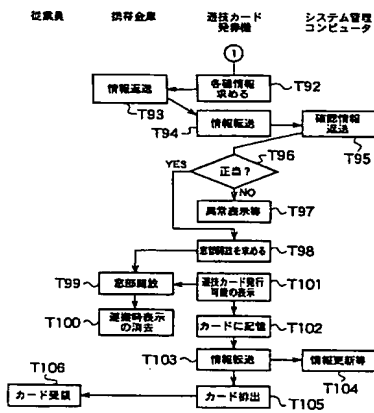 従業員
携帯金庫
遊技カード
発券機
システム管理
コンピュータ
1
各種情報
求める
T92
情報返送
T93
情報転送
T94
確認情報
返送
T95
正当?
T96
YES
NO
異常表示等
T97
窓部開放を求める
T98
窓部開放
T99
遊技カード発行
可能の表示
T101
表示の消去
T100
カードに記憶
T102
情報転送
T103
情報更新等
T104
カード排出
T105
カード受領
T106